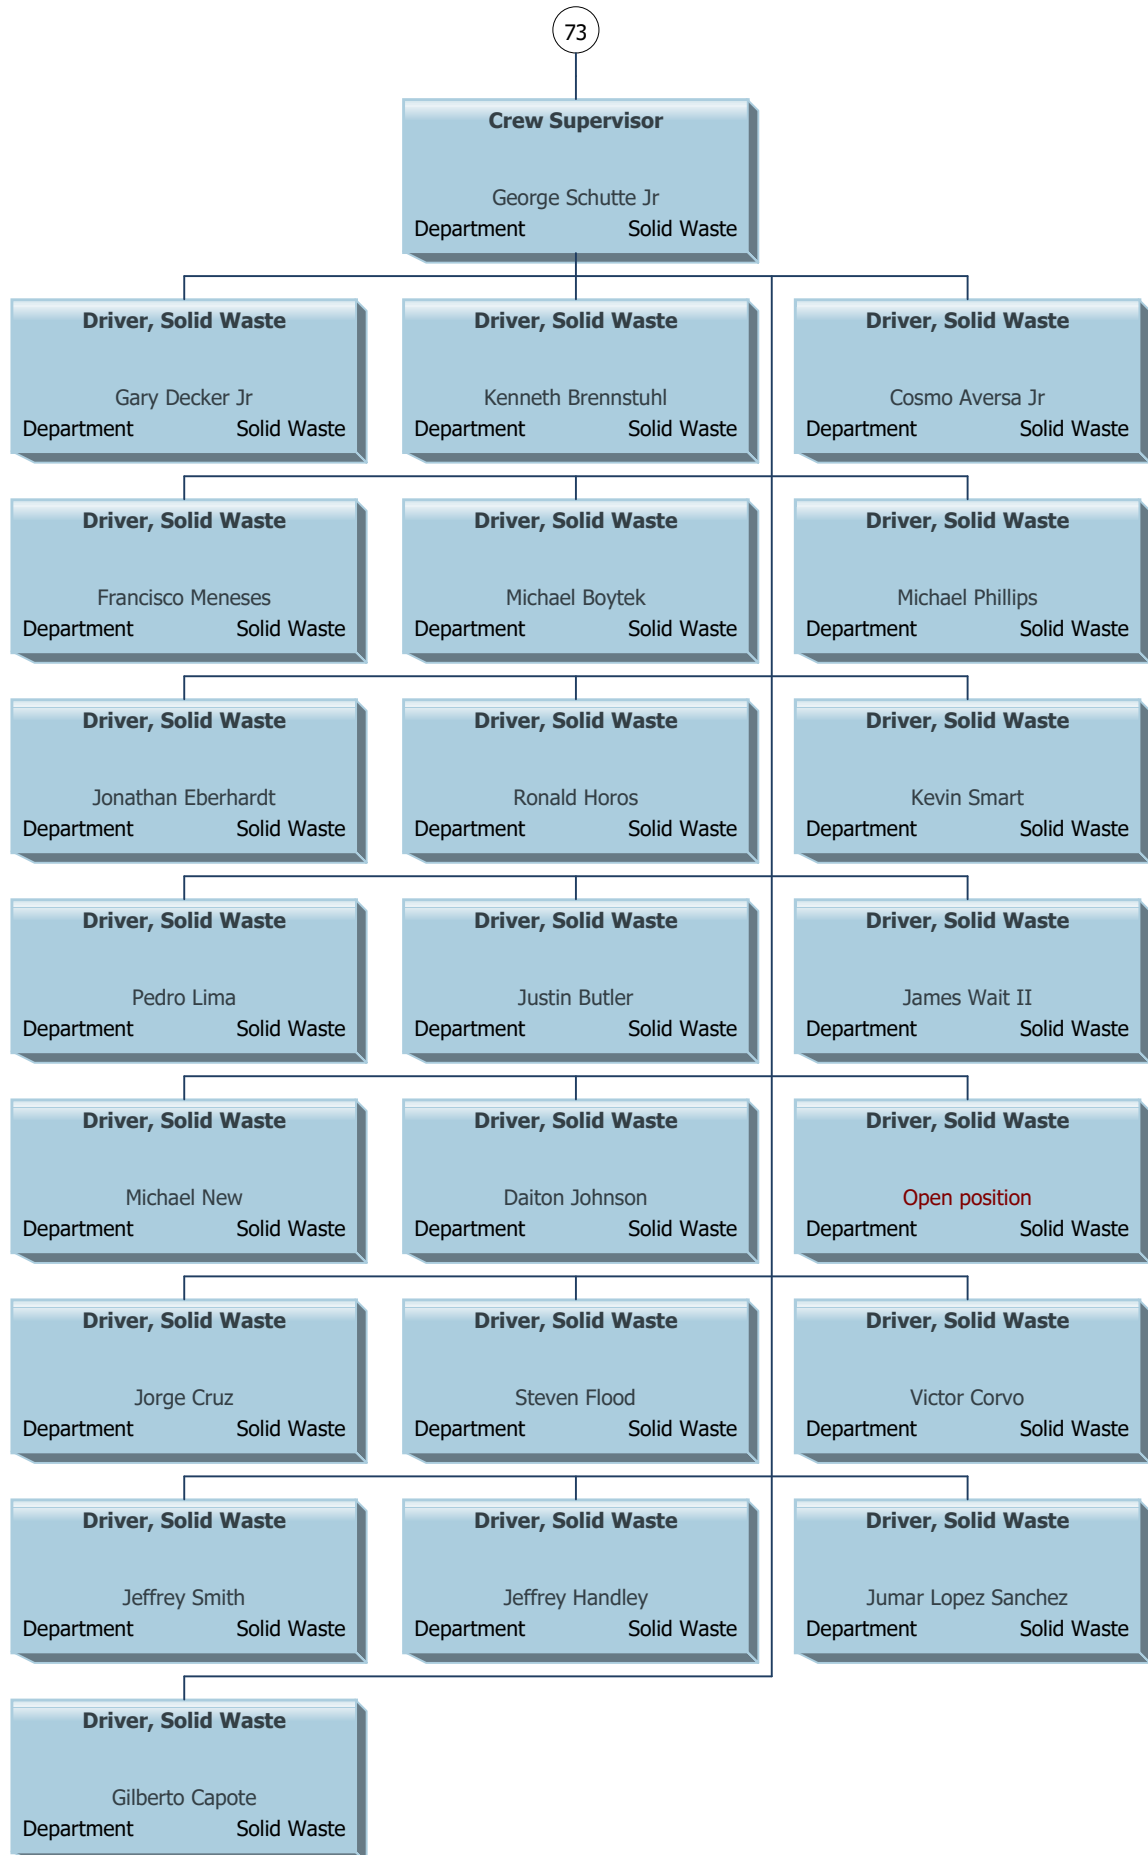 73
Crew Supervisor
George Schutte Jr
Department Solid Waste
Driver, Solid Waste Driver, Solid Waste Driver, Solid Waste
Gary Decker Jr Kenneth Brennstuhl Cosmo Aversa Jr
Department Solid Waste Department Solid Waste Department Solid Waste
Driver, Solid Waste Driver, Solid Waste Driver, Solid Waste
Francisco Meneses Michael Boytek Michael Phillips
Department Solid Waste Department Solid Waste Department Solid Waste
Driver, Solid Waste Driver, Solid Waste Driver, Solid Waste
Jonathan Eberhardt Ronald Horos Kevin Smart
Department Solid Waste Department Solid Waste Department Solid Waste
Driver, Solid Waste Driver, Solid Waste Driver, Solid Waste
Pedro Lima Justin Butler James Wait II
Department Solid Waste Department Solid Waste Department Solid Waste
Driver, Solid Waste Driver, Solid Waste Driver, Solid Waste
Michael New Daiton Johnson Open position
Department Solid Waste Department Solid Waste Department Solid Waste
Driver, Solid Waste Driver, Solid Waste Driver, Solid Waste
Jorge Cruz Steven Flood Victor Corvo
Department Solid Waste Department Solid Waste Department Solid Waste
Driver, Solid Waste Driver, Solid Waste Driver, Solid Waste
Jeffrey Smith Jeffrey Handley Jumar Lopez Sanchez
Department Solid Waste Department Solid Waste Department Solid Waste
Driver, Solid Waste
Gilberto Capote
Department Solid Waste